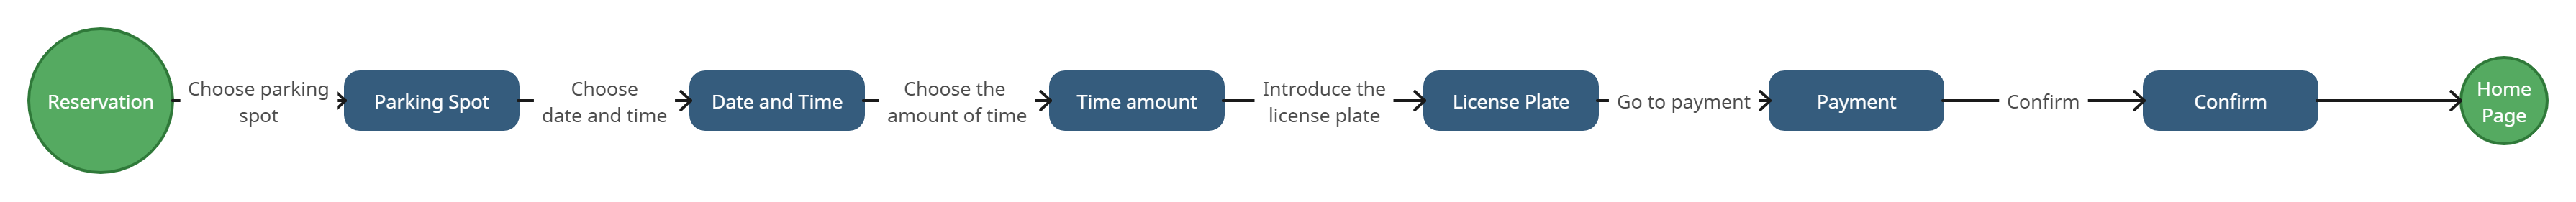 Reservation
Choose parking
spot
Parking Spot
Choose
date and time
Date and Time
Choose the
amount of time
Time amount
Introduce the
license plate
License Plate
Go to payment
Payment
Confirm
Confirm
Home
Page